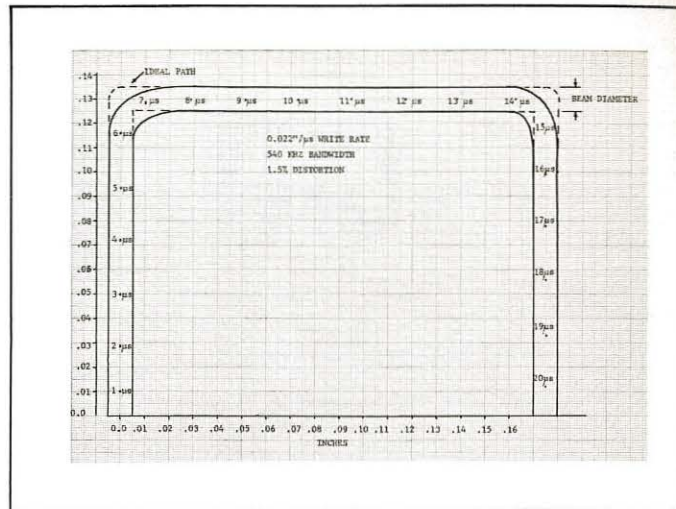 .14
IDEAL PATH
.13
7.µs 8·µs 9·µs 10·µs 11·µs 12·µs 13·µs 14·µs
BEAM DIAMETER
.12
6•µs
0.022"/µs WRITE RATE
15µs
.11
540 KHZ BANDWIDTH
.10
1.5% DISTORTION
16µs
.09
5•µs
.08
17µs
.07
4•µs
.06
18µs
.05
3•µs
.04
19µs
.03
2•µs
.02
20µs
.01
1•µs
0.0
0.0 .01 .02 .03 .04 .05 .06 .07 .08 .09 .10 .11 .12 .13 .14 .15 .16
INCHES